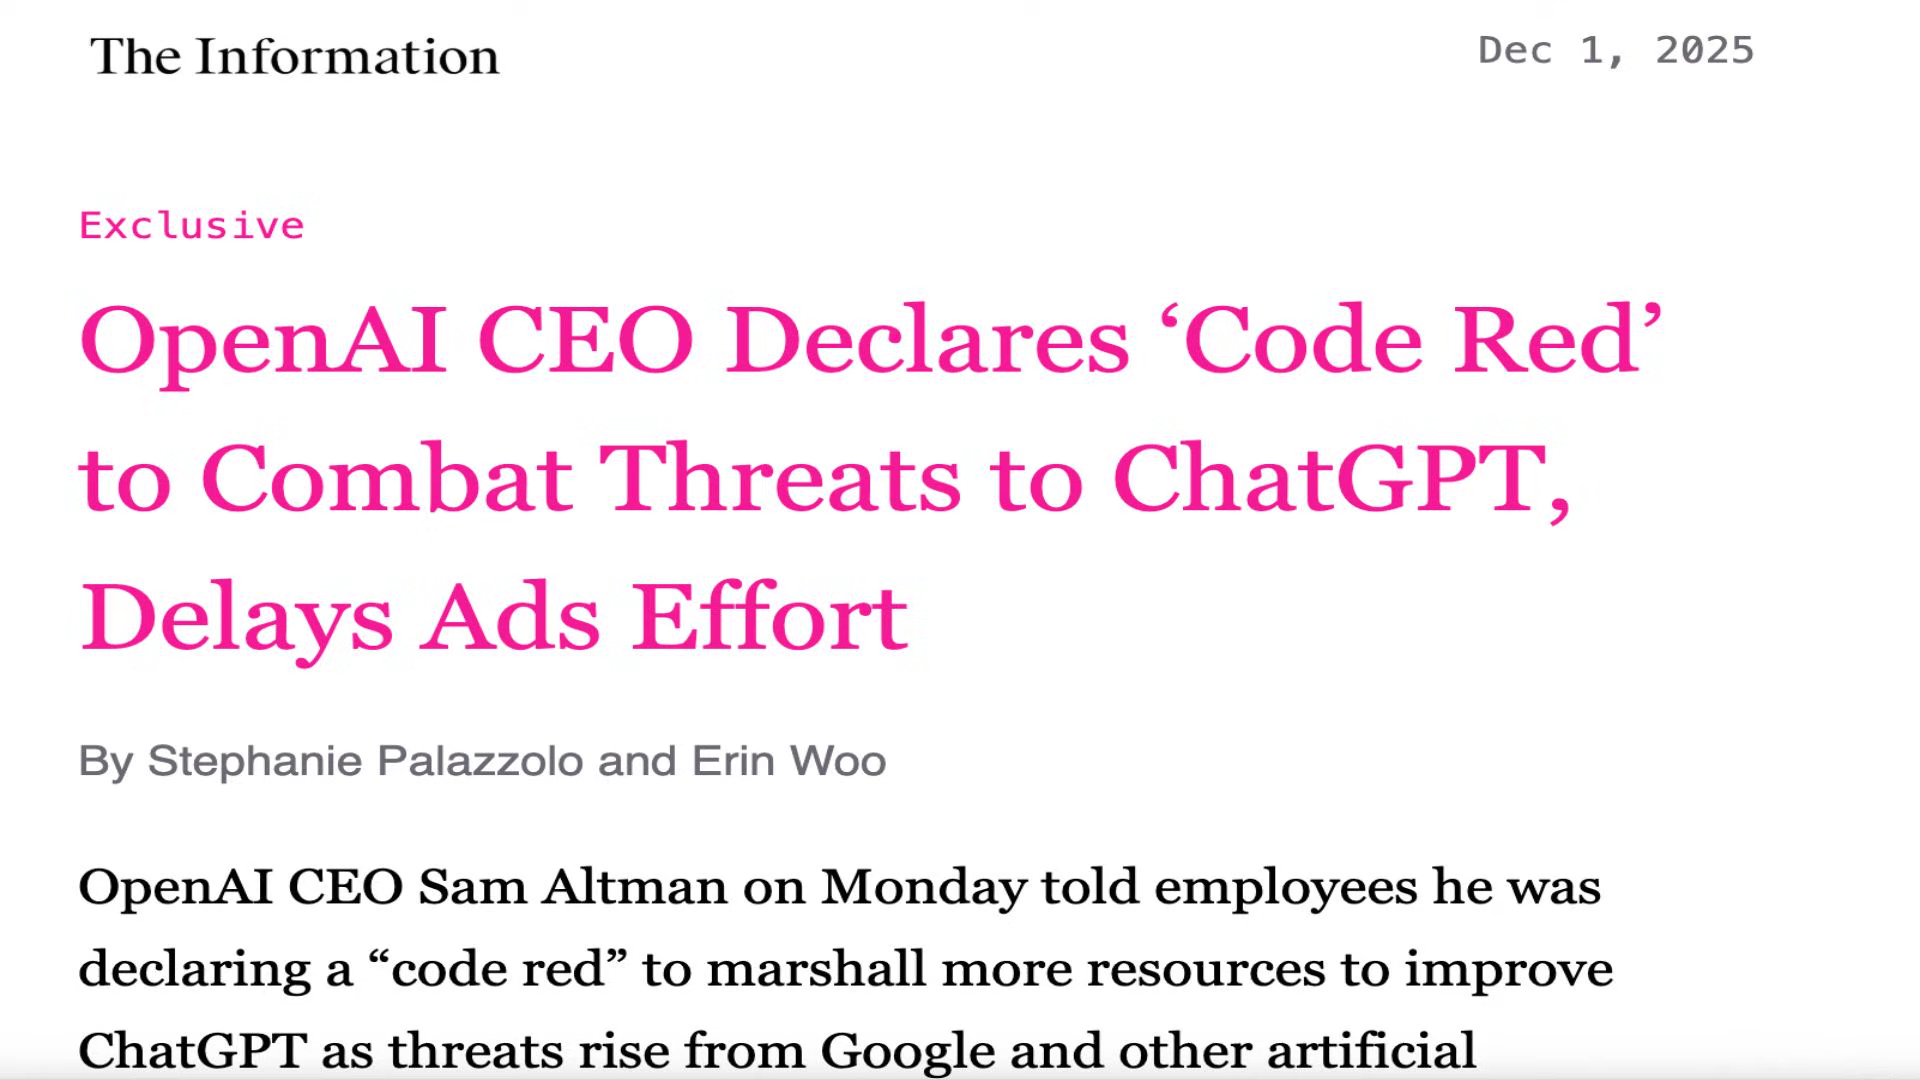 The Information
Dec 1, 2025
Exclusive
OpenAI CEO Declares ‘Code Red’
to Combat Threats to ChatGPT,
Delays Ads Effort
By Stephanie Palazzolo and Erin Woo
OpenAI CEO Sam Altman on Monday told employees he was
declaring a “code red” to marshall more resources to improve
ChatGPT as threats rise from Google and other artificial